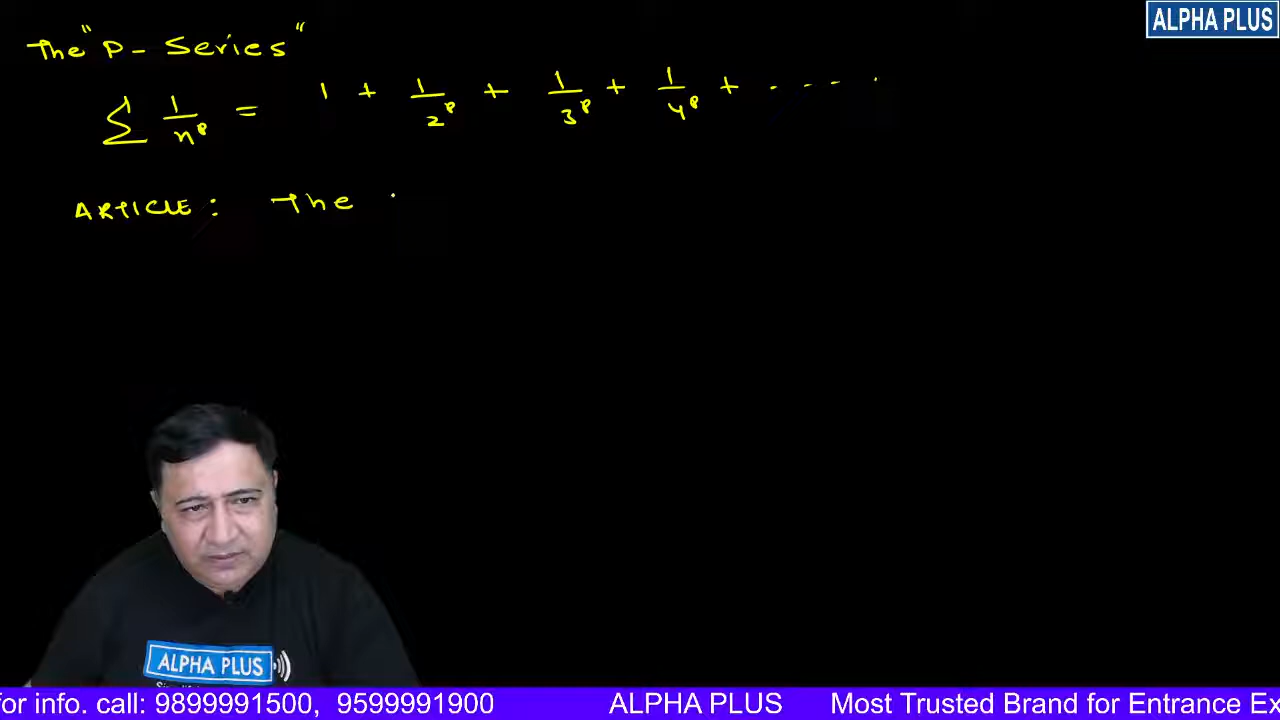 ALPHA PLUS
The "P - Series"
∑ 1/n^p = 1 + 1/2^p + 1/3^p + 1/4^p + - - - -
ARTICLE : The
ALPHA PLUS
for info. call: 9899991500, 9599991900 ALPHA PLUS Most Trusted Brand for Entrance Ex